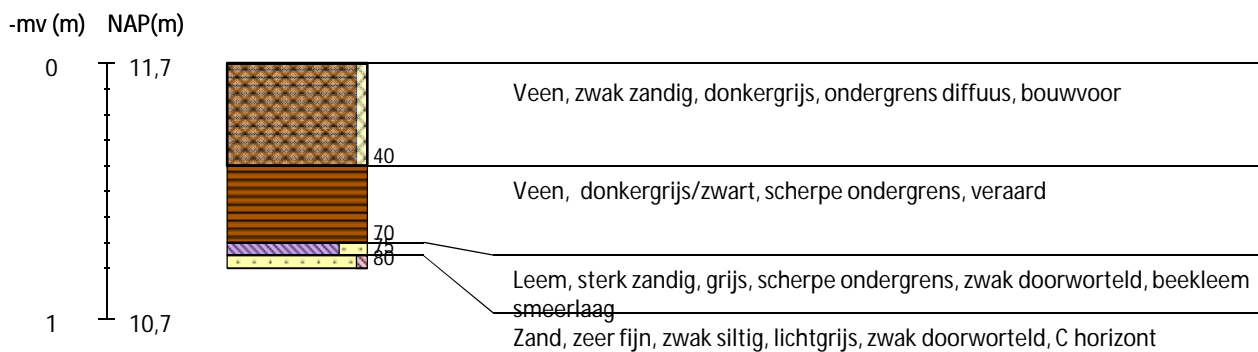 -mv (m) NAP(m)
0 11,7
Veen, zwak zandig, donkergrijs, ondergrens diffuus, bouwvoor
40
Veen, donkergrijs/zwart, scherpe ondergrens, veraard
70
75
80
Leem, sterk zandig, grijs, scherpe ondergrens, zwak doorworteld, beekleem
smeerlaag
1 10,7
Zand, zeer fijn, zwak siltig, lichtgrijs, zwak doorworteld, C horizont